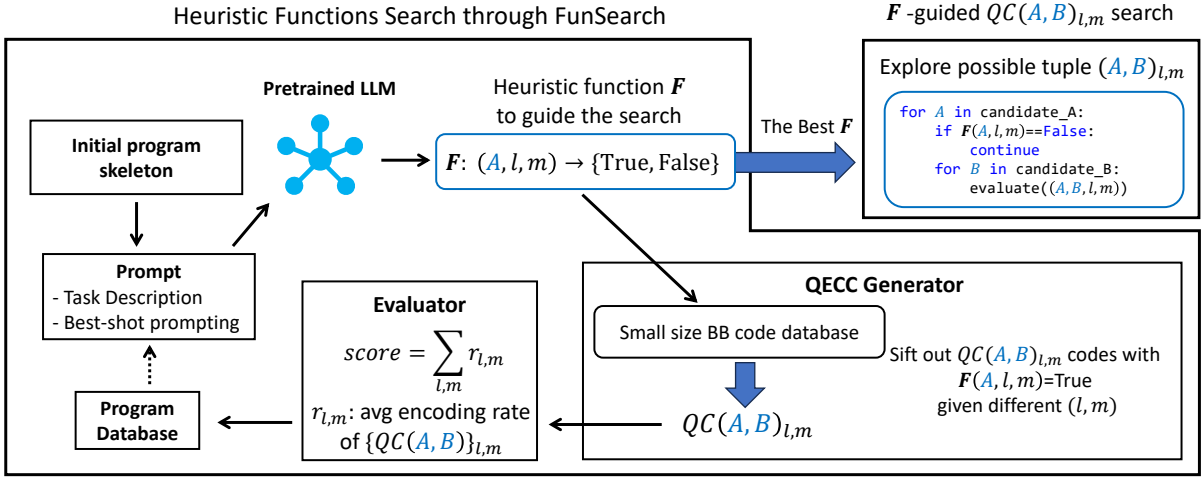 Heuristic Functions Search through FunSearch
F -guided QC(A, B)_{l,m} search
Pretrained LLM
Initial program
skeleton
Heuristic function F
to guide the search
F: (A, l, m) → {True, False}
The Best F
Explore possible tuple (A, B)_{l,m}
for A in candidate_A:
if F(A,l,m)==False:
continue
for B in candidate_B:
evaluate((A,B,l,m))
Prompt
- Task Description
- Best-shot prompting
Program
Database
Evaluator
score = ∑_{l,m} r_{l,m}
r_{l,m}: avg encoding rate
of {QC(A, B)}_{l,m}
QECC Generator
Small size BB code database
QC(A, B)_{l,m}
Sift out QC(A, B)_{l,m} codes with
F(A, l, m)=True
given different (l, m)